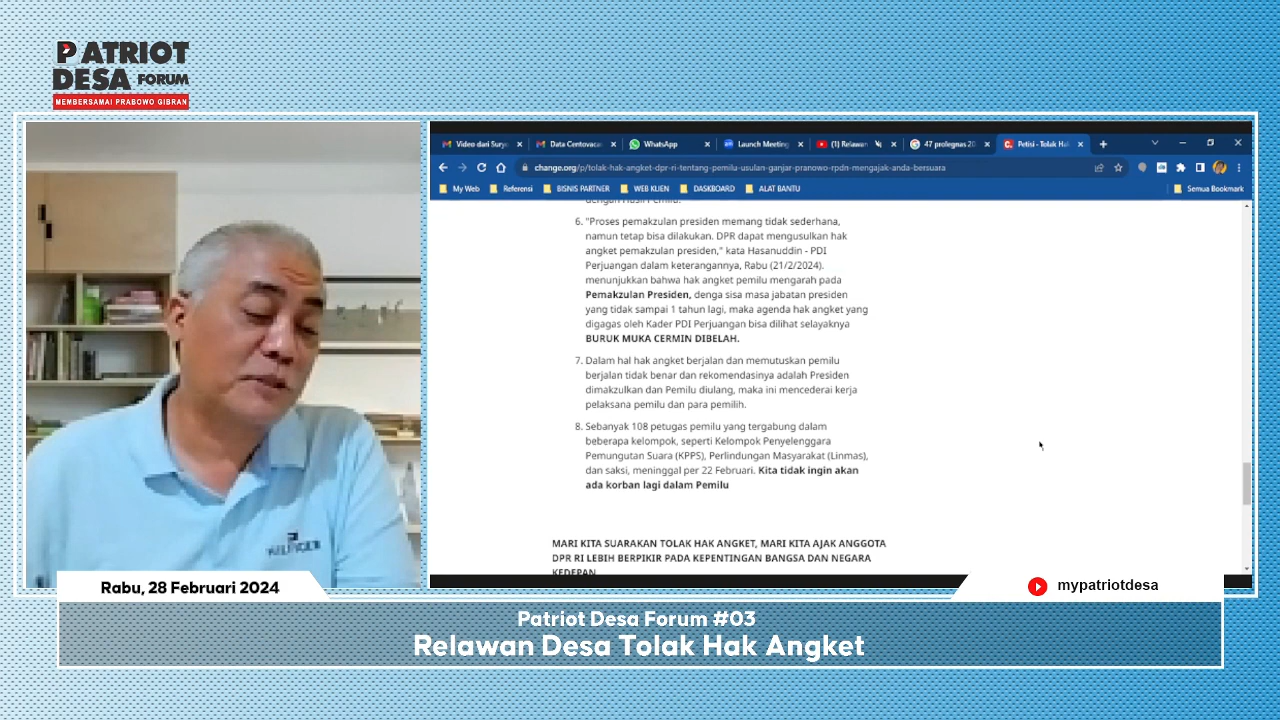 PATRIOT
DESA FORUM
MEMBERSAMAI PRABOWO GIBRAN
Video dari Sury
Data Centovaca
WhatsApp
Launch Meeting
(1) Relawan
47 prolegnas 20
Petisi - Tolak Ha
change.org/p/tolak-hak-angket-dpr-ri-tentang-pemilu-usulan-ganjar-pranowo-rpdn-mengajak-anda-bersuara
My Web
Referensi
BISNIS PARTNER
WEB KLIEN
DASKBOARD
ALAT BANTU
Semua Bookmark
dengan Hasil Pemilu.
6. "Proses pemakzulan presiden memang tidak sederhana,
namun tetap bisa dilakukan. DPR dapat mengusulkan hak
angket pemakzulan presiden," kata Hasanuddin - PDI
Perjuangan dalam keterangannya, Rabu (21/2/2024).
menunjukkan bahwa hak angket pemilu mengarah pada
Pemakzulan Presiden, denga sisa masa jabatan presiden
yang tidak sampai 1 tahun lagi, maka agenda hak angket yang
digagas oleh Kader PDI Perjuangan bisa dilihat selayaknya
BURUK MUKA CERMIN DIBELAH.
7. Dalam hal hak angket berjalan dan memutuskan pemilu
berjalan tidak benar dan rekomendasinya adalah Presiden
dimakzulkan dan Pemilu diulang, maka ini mencederai kerja
pelaksana pemilu dan para pemilih.
8. Sebanyak 108 petugas pemilu yang tergabung dalam
beberapa kelompok, seperti Kelompok Penyelenggara
Pemungutan Suara (KPPS), Perlindungan Masyarakat (Linmas),
dan saksi, meninggal per 22 Februari. Kita tidak ingin akan
ada korban lagi dalam Pemilu
MARI KITA SUARAKAN TOLAK HAK ANGKET, MARI KITA AJAK ANGGOTA
DPR RI LEBIH BERPIKIR PADA KEPENTINGAN BANGSA DAN NEGARA
KEDEPAN
HILFIGER
Rabu, 28 Februari 2024
mypatriotdesa
Patriot Desa Forum #03
Relawan Desa Tolak Hak Angket